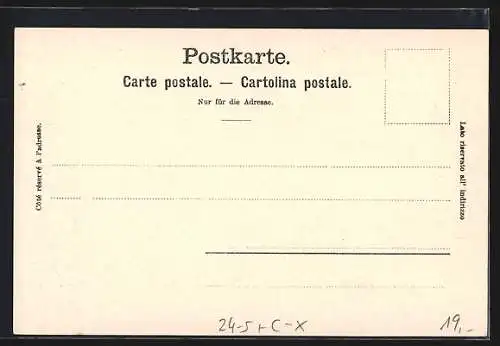 Postkarte.
Carte postale. — Cartolina postale.
Nur für die Adresse.
Côté réservé à l'adresse.
Lato riservato all' indirizzo
24-5 + C-X
19,-